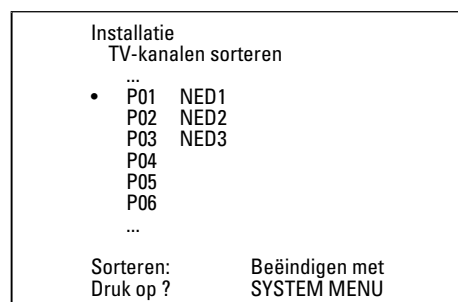 Installatie
TV-kanalen sorteren
...
• P01 NED1
P02 NED2
P03 NED3
P04
P05
P06
...
Sorteren: Beëindigen met
Druk op ? SYSTEM MENU